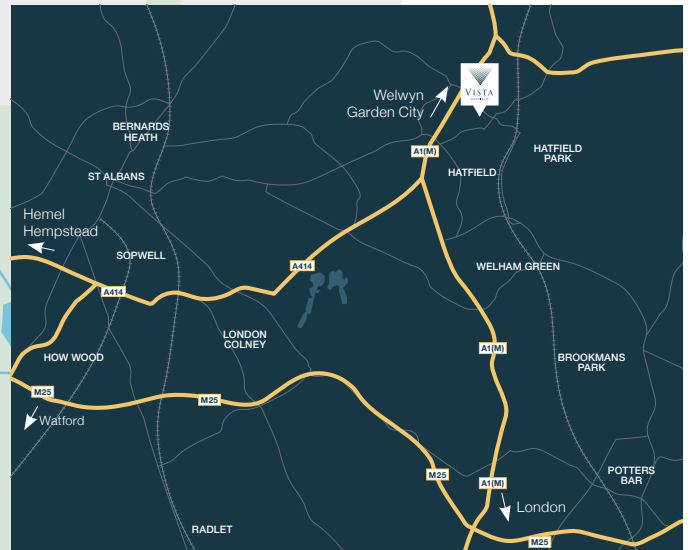 Welwyn
Garden City
VISTA
BERNARDS
HEATH
A1(M)
HATFIELD
PARK
ST ALBANS
HATFIELD
Hemel
Hempstead
SOPWELL
A414
WELHAM GREEN
A414
LONDON
COLNEY
A1(M)
HOW WOOD
BROOKMANS
PARK
M25
M25
Watford
M25
POTTERS
BAR
A1(M)
London
RADLET
M25